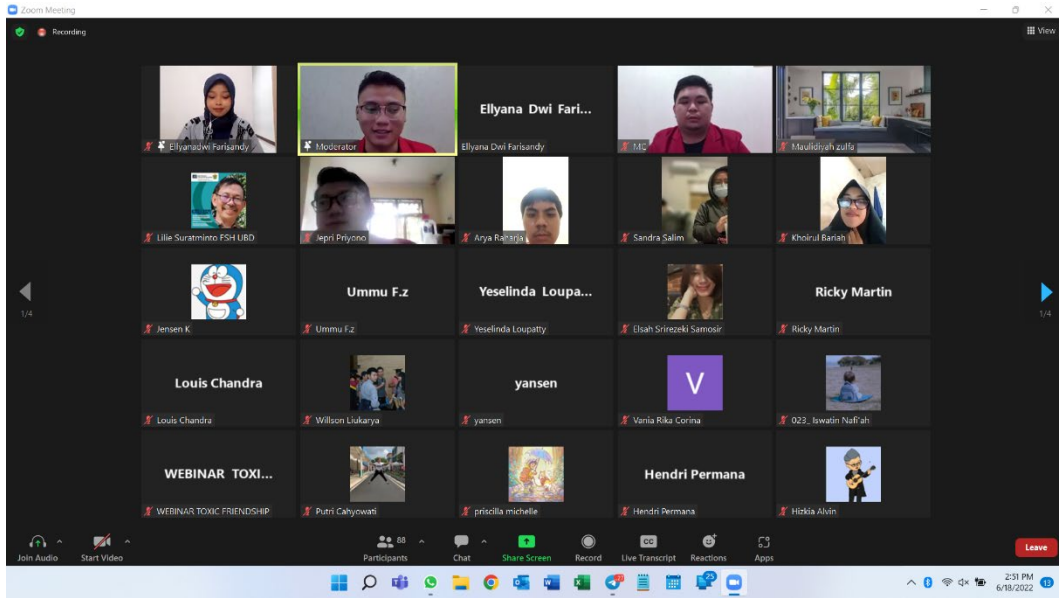 Zoom Meeting
Recording
View
Ellyanadwi Farisandy
Moderator
Ellyana Dwi Fari...
Ellyana Dwi Farisandy
MC
Maulidiyah zulfa
Lilie Suratminto FSH UBD
Jepri Priyono
Arya Raharja
Sandra Salim
Khoirul Bariah
Jensen K
Ummu F.z
Ummu F.z
Yeselinda Loupa...
Yeselinda Loupatty
Elsah Srirezeki Samosir
Ricky Martin
Ricky Martin
1/4
1/4
Louis Chandra
Louis Chandra
Willson Liukarya
yansen
yansen
V
Vania Rika Corina
023_ Iswatin Nafi'ah
WEBINAR TOXI...
WEBINAR TOXIC FRIENDSHIP
Putri Cahyowati
priscilla michelle
Hendri Permana
Hendri Permana
Hizkia Alvin
Join Audio
Start Video
88
Participants
Chat
Share Screen
Record
CC
Live Transcript
Reactions
Apps
Leave
25
2:51 PM
6/18/2022
13